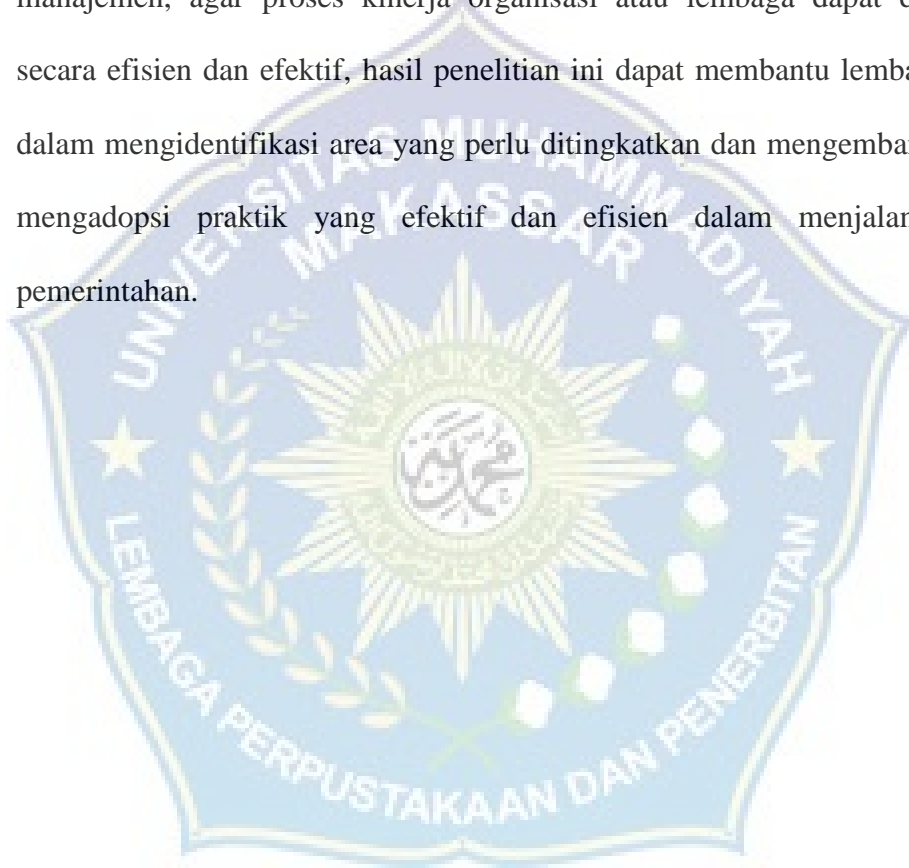 manajemen, agar proses kinerja organisasi atau lembaga dapat d
secara efisien dan efektif, hasil penelitian ini dapat membantu lemba
dalam mengidentifikasi area yang perlu ditingkatkan dan mengemba
mengadopsi praktik yang efektif dan efisien dalam menjalan
pemerintahan.
UNIVERSITAS MUHAMMADIYAH
MAKASSAR
محمدية
LEMBAGA PERPUSTAKAAN DAN PENERBITAN